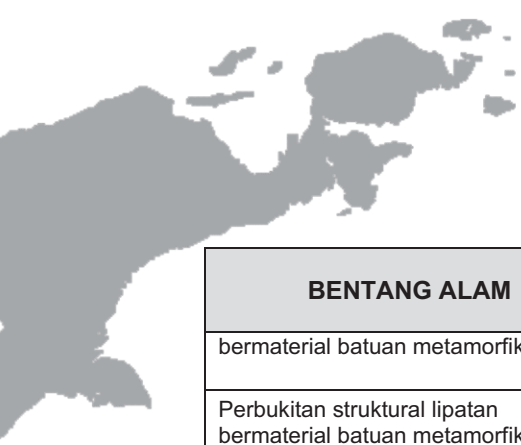 BENTANG ALAM
bermaterial batuan metamorfik
Perbukitan struktural lipatan
bermaterial batuan metamorfik